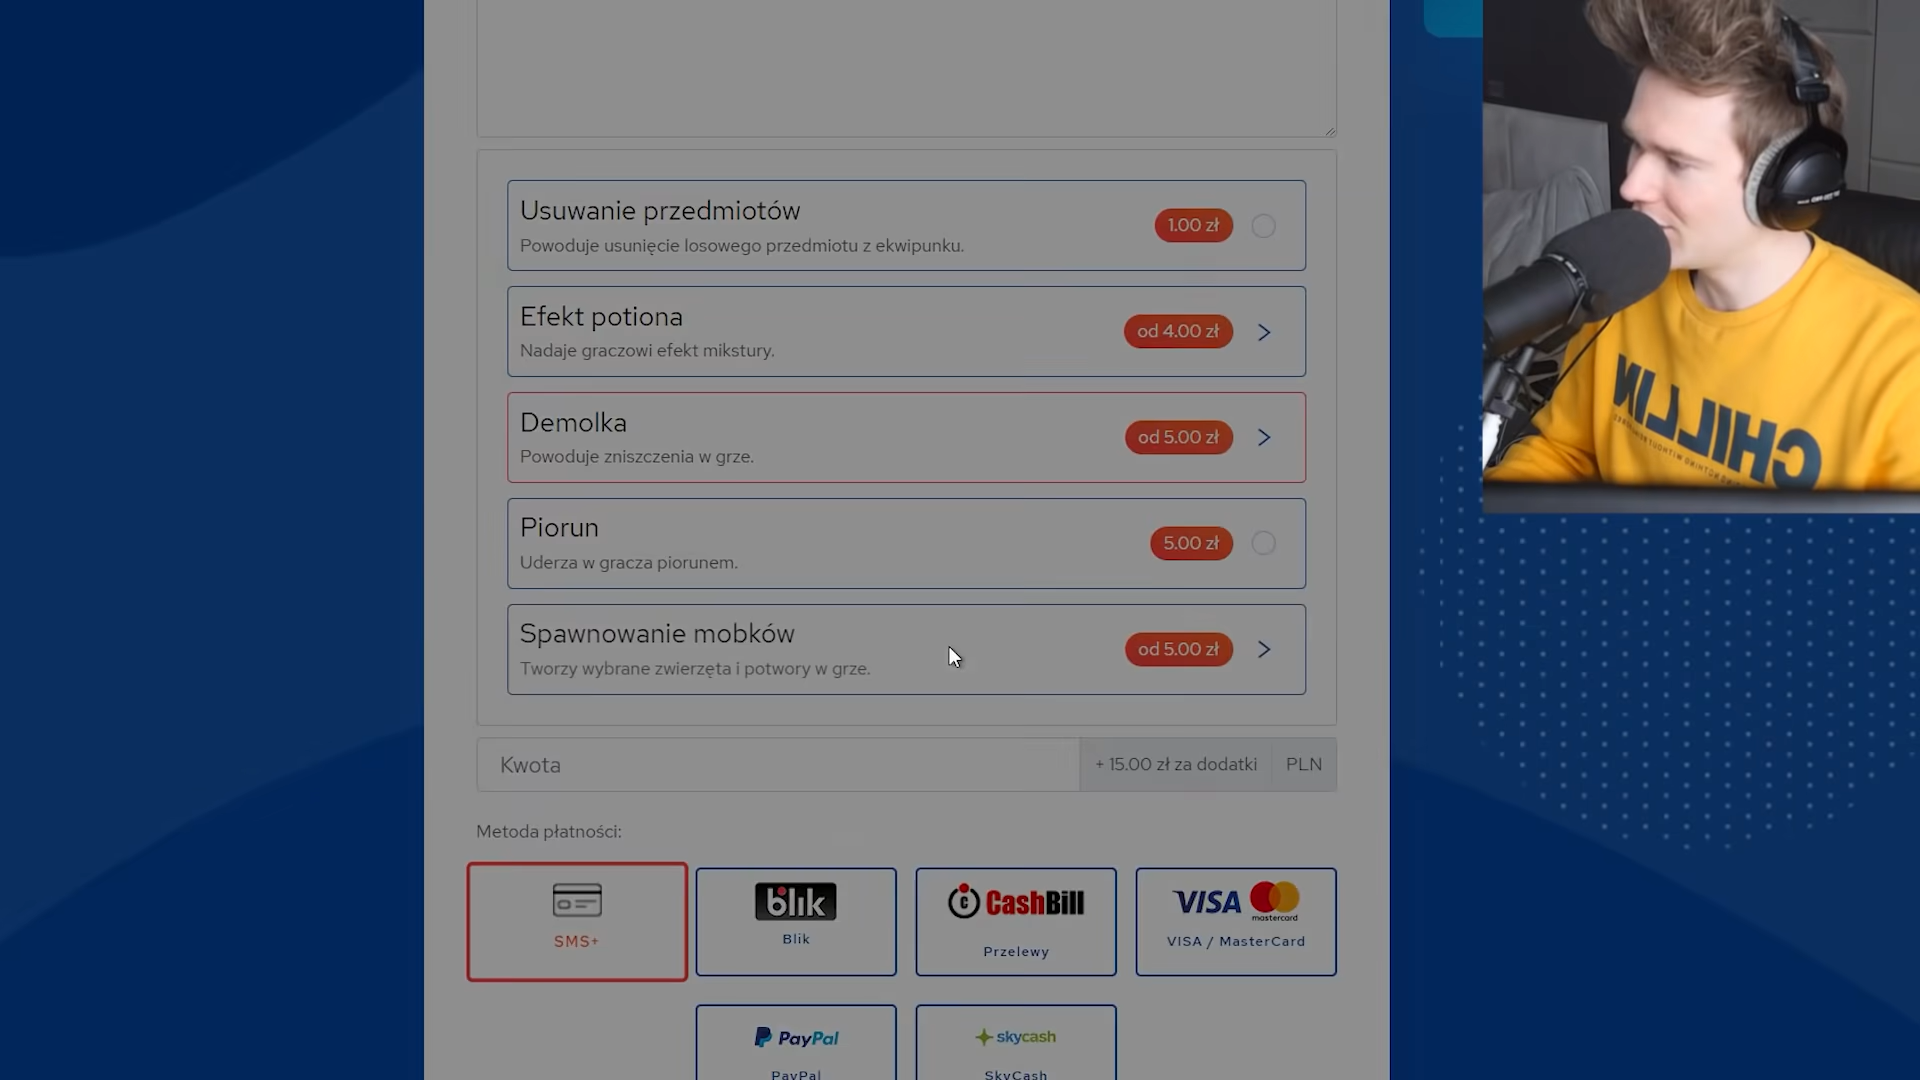 Usuwanie przedmiotów
Powoduje usunięcie losowego przedmiotu z ekwipunku.
1.00 zł
Efekt potiona
Nadaje graczowi efekt mikstury.
od 4.00 zł
Demolka
Powoduje zniszczenia w grze.
od 5.00 zł
Piorun
Uderza w gracza piorunem.
5.00 zł
Spawnowanie mobków
Tworzy wybrane zwierzęta i potwory w grze.
od 5.00 zł
Kwota
+ 15.00 zł za dodatki
PLN
Metoda płatności:
SMS+
blik
Blik
CashBill
Przelewy
VISA mastercard
VISA / MasterCard
PayPal
PayPal
skycash
SkyCash
CHILLIN